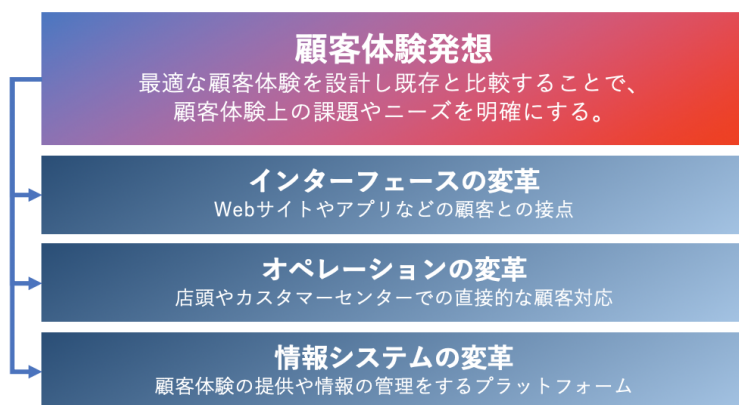 顧客体験発想
最適な顧客体験を設計し既存と比較することで、
顧客体験上の課題やニーズを明確にする。
インターフェースの変革
Webサイトやアプリなどの顧客との接点
オペレーションの変革
店頭やカスタマーセンターでの直接的な顧客対応
情報システムの変革
顧客体験の提供や情報の管理をするプラットフォーム